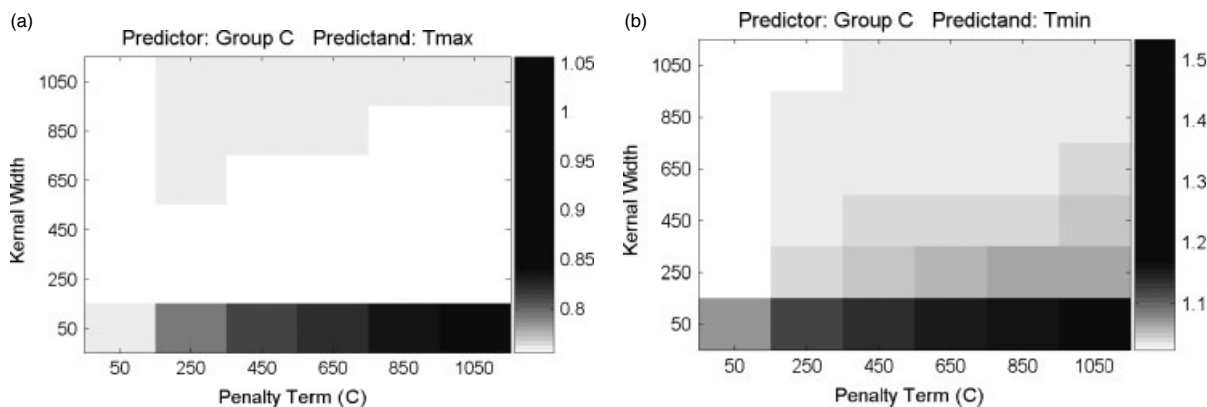 (a)
Predictor: Group C Predictand: Tmax
Kernal Width
1050
850
650
450
250
50
50 250 450 650 850 1050
Penalty Term (C)
1.05
1
0.95
0.9
0.85
0.8
(b)
Predictor: Group C Predictand: Tmin
Kernal Width
1050
850
650
450
250
50
50 250 450 650 850 1050
Penalty Term (C)
1.5
1.4
1.3
1.2
1.1